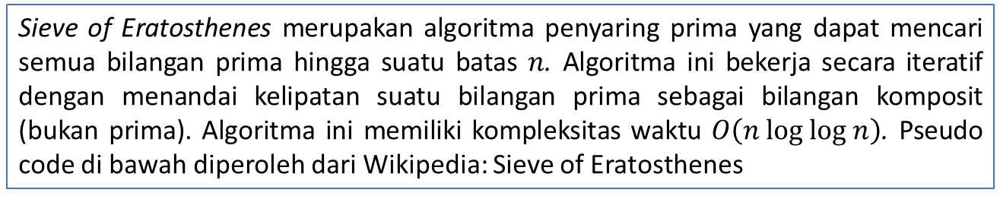 Sieve of Eratosthenes merupakan algoritma penyaring prima yang dapat mencari
semua bilangan prima hingga suatu batas n. Algoritma ini bekerja secara iteratif
dengan menandai kelipatan suatu bilangan prima sebagai bilangan komposit
(bukan prima). Algoritma ini memiliki kompleksitas waktu O(n log log n). Pseudo
code di bawah diperoleh dari Wikipedia: Sieve of Eratosthenes